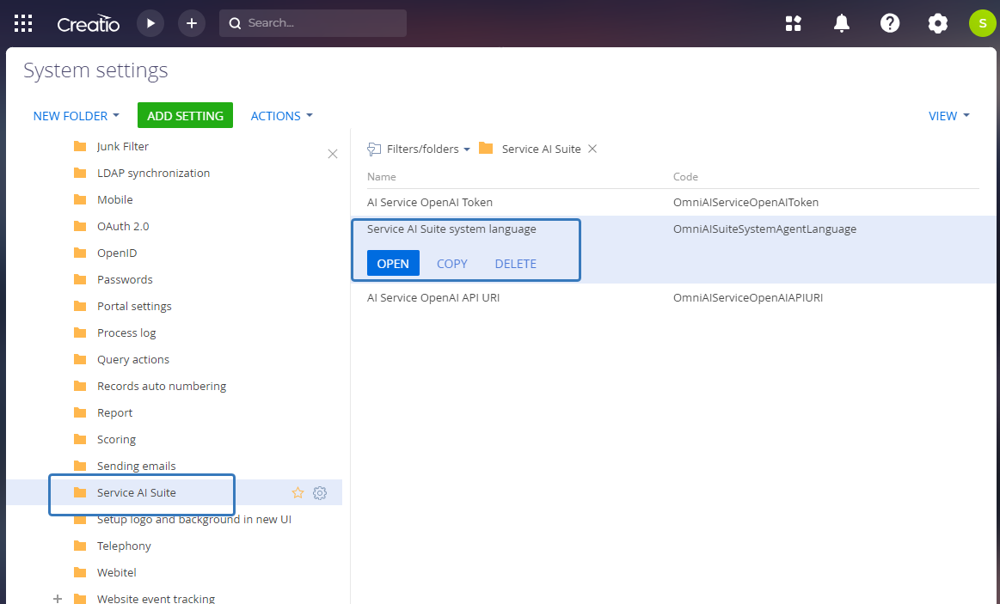 Creatio
Search...
S
System settings
NEW FOLDER
ADD SETTING
ACTIONS
VIEW
Junk Filter
LDAP synchronization
Mobile
OAuth 2.0
OpenID
Passwords
Portal settings
Process log
Query actions
Records auto numbering
Report
Scoring
Sending emails
Service AI Suite
Setup logo and background in new UI
Telephony
Webitel
Website event tracking
Filters/folders Service AI Suite
Name Code
AI Service OpenAI Token OmniAIServiceOpenAIToken
Service AI Suite system language OmniAISuiteSystemAgentLanguage
OPEN COPY DELETE
AI Service OpenAI API URI OmniAIServiceOpenAIAPIURI